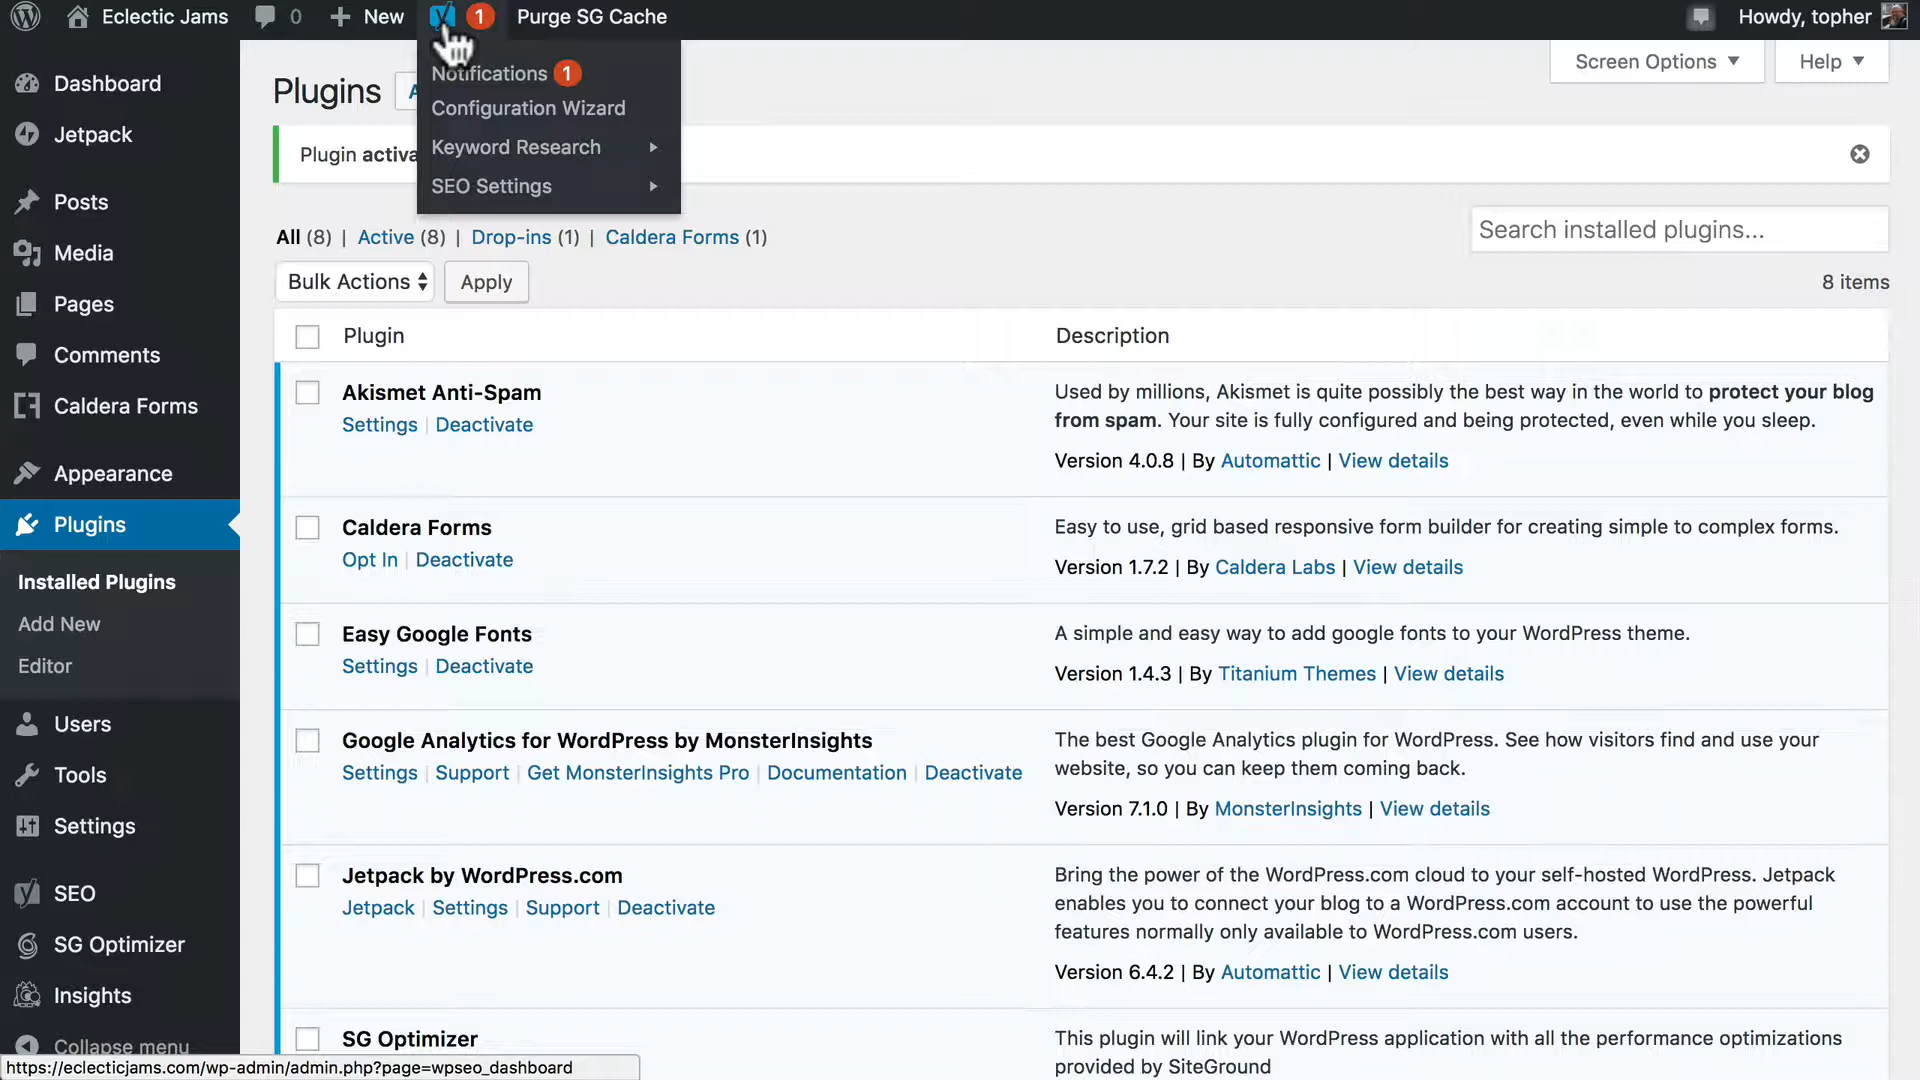 Eclectic Jams 0 New 1 Purge SG Cache Howdy, topher
Notifications 1
Configuration Wizard
Keyword Research
SEO Settings
Dashboard
Jetpack
Posts
Media
Pages
Comments
Caldera Forms
Appearance
Plugins
Installed Plugins
Add New
Editor
Users
Tools
Settings
SEO
SG Optimizer
Insights
Collapse menu
Plugins
Screen Options Help
Plugin activa
All (8) | Active (8) | Drop-ins (1) | Caldera Forms (1)
Search installed plugins...
Bulk Actions Apply
8 items
Plugin Description
Akismet Anti-Spam
Settings | Deactivate
Used by millions, Akismet is quite possibly the best way in the world to protect your blog
from spam. Your site is fully configured and being protected, even while you sleep.
Version 4.0.8 | By Automattic | View details
Caldera Forms
Opt In | Deactivate
Easy to use, grid based responsive form builder for creating simple to complex forms.
Version 1.7.2 | By Caldera Labs | View details
Easy Google Fonts
Settings | Deactivate
A simple and easy way to add google fonts to your WordPress theme.
Version 1.4.3 | By Titanium Themes | View details
Google Analytics for WordPress by MonsterInsights
Settings | Support | Get MonsterInsights Pro | Documentation | Deactivate
The best Google Analytics plugin for WordPress. See how visitors find and use your
website, so you can keep them coming back.
Version 7.1.0 | By MonsterInsights | View details
Jetpack by WordPress.com
Jetpack | Settings | Support | Deactivate
Bring the power of the WordPress.com cloud to your self-hosted WordPress. Jetpack
enables you to connect your blog to a WordPress.com account to use the powerful
features normally only available to WordPress.com users.
Version 6.4.2 | By Automattic | View details
SG Optimizer
This plugin will link your WordPress application with all the performance optimizations
provided by SiteGround
https://eclecticjams.com/wp-admin/admin.php?page=wpseo_dashboard